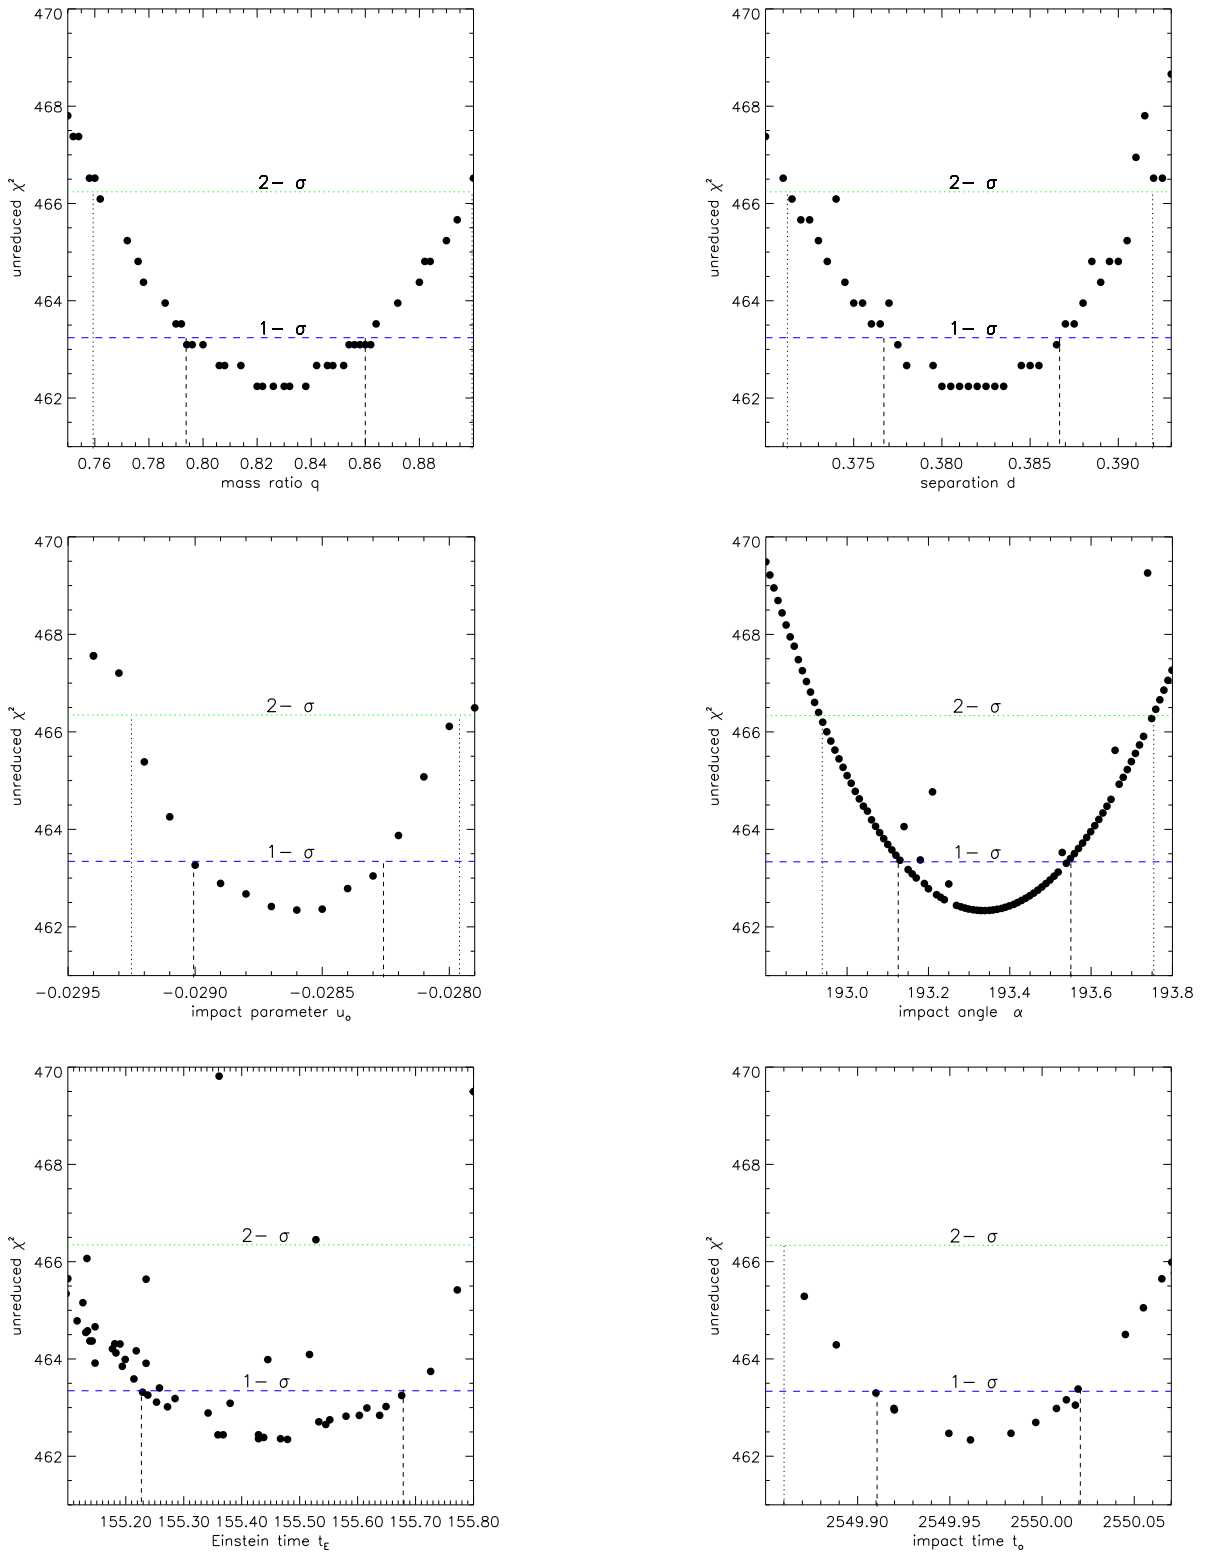 470
468
2- σ
466
464
1- σ
462
unreduced χ²
0.76 0.78 0.80 0.82 0.84 0.86 0.88
mass ratio q
470
468
2- σ
466
464
1- σ
462
unreduced χ²
0.375 0.380 0.385 0.390
separation d
470
468
2- σ
466
464
1- σ
462
unreduced χ²
−0.0295 −0.0290 −0.0285 −0.0280
impact parameter u₀
470
468
2- σ
466
464
1- σ
462
unreduced χ²
193.0 193.2 193.4 193.6 193.8
impact angle α
470
468
2- σ
466
464
1- σ
462
unreduced χ²
155.20 155.30 155.40 155.50 155.60 155.70 155.80
Einstein time t_E
470
468
2- σ
466
464
1- σ
462
unreduced χ²
2549.90 2549.95 2550.00 2550.05
impact time t₀